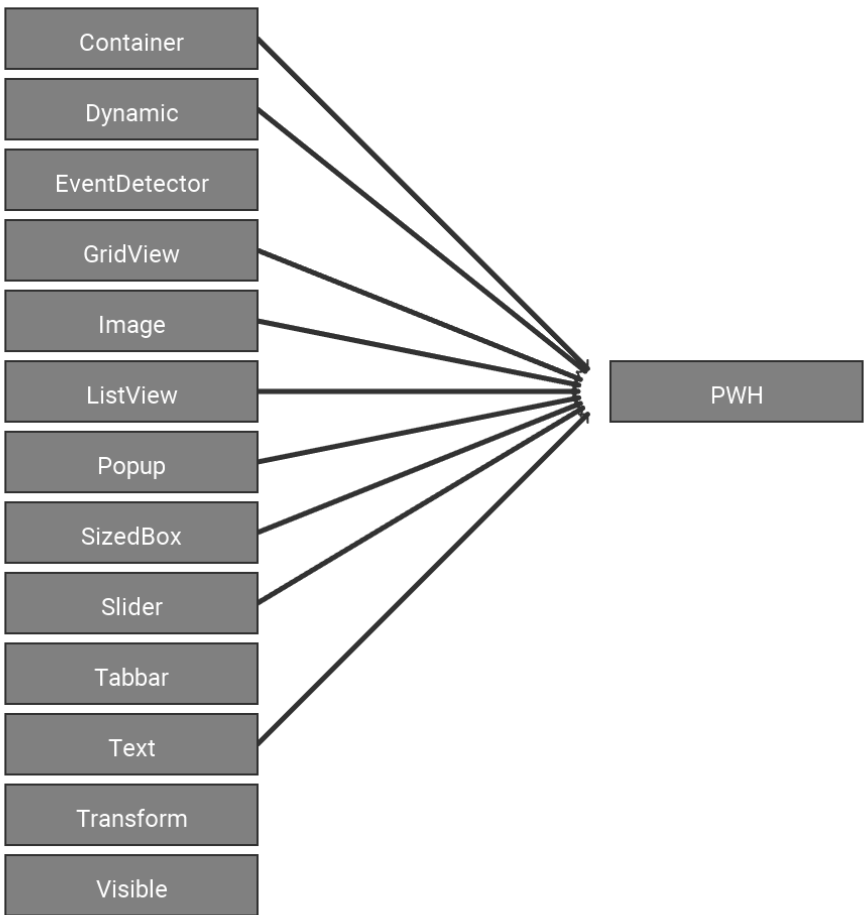 Container
Dynamic
EventDetector
GridView
Image
ListView
PWH
Popup
SizedBox
Slider
Tabbar
Text
Transform
Visible